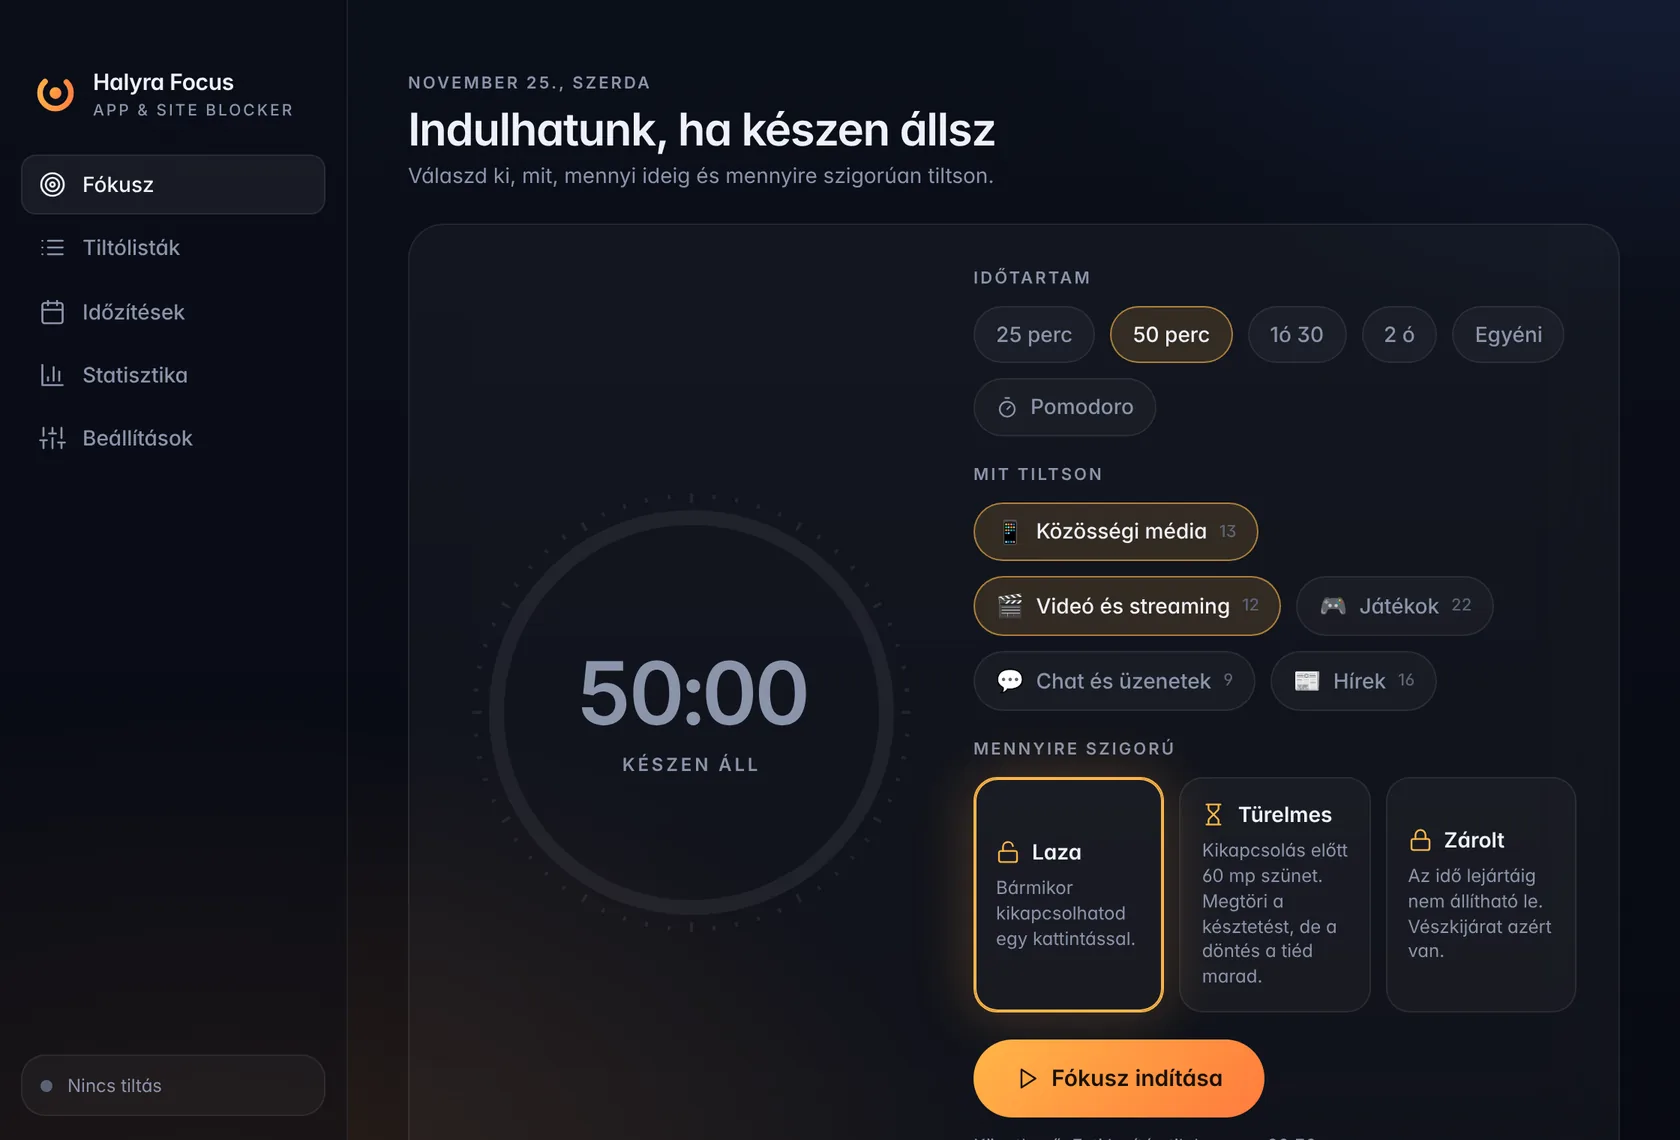 Halyra Focus
APP & SITE BLOCKER
Fókusz
Tiltólisták
Időzítések
Statisztika
Beállítások
Nincs tiltás
NOVEMBER 25., SZERDA
Indulhatunk, ha készen állsz
Válaszd ki, mit, mennyi ideig és mennyire szigorúan tiltson.
50:00
KÉSZEN ÁLL
IDŐTARTAM
25 perc
50 perc
1ó 30
2 ó
Egyéni
Pomodoro
MIT TILTSON
Közösségi média 13
Videó és streaming 12
Játékok 22
Chat és üzenetek 9
Hírek 16
MENNYIRE SZIGORÚ
Laza
Bármikor
kikapcsolhatod
egy kattintással.
Türelmes
Kikapcsolás előtt
60 mp szünet.
Megtöri a
késztetést, de a
döntés a tiéd
marad.
Zárolt
Az idő lejártáig
nem állítható le.
Vészkijárat azért
van.
Fókusz indítása